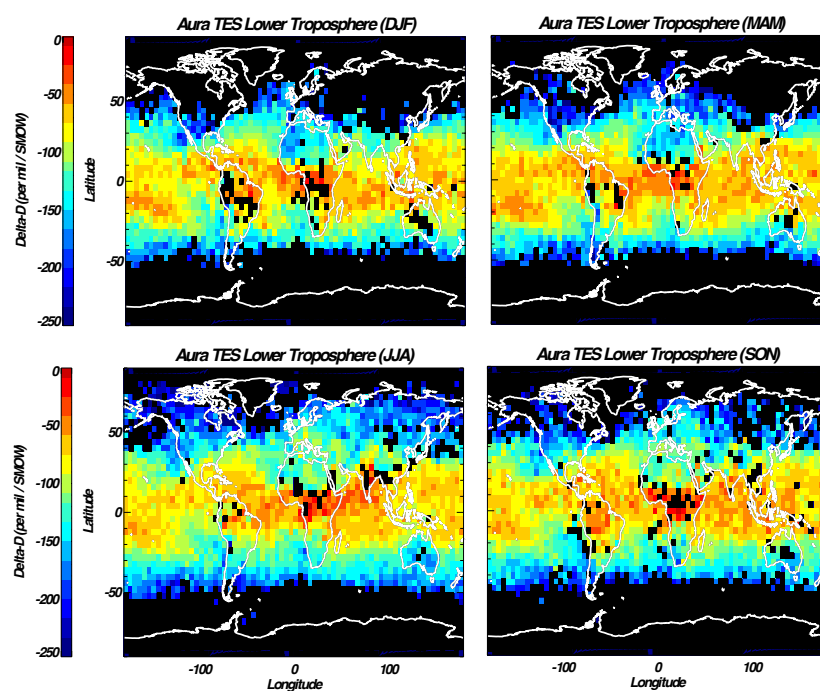 Aura TES Lower Troposphere (DJF)
Aura TES Lower Troposphere (MAM)
0
-50
-100
-150
-200
-250
Delta-D (per mil / SMOW)
50
0
-50
Latitude
Aura TES Lower Troposphere (JJA)
Aura TES Lower Troposphere (SON)
0
-50
-100
-150
-200
-250
Delta-D (per mil / SMOW)
50
0
-50
Latitude
-100 0 100
Longitude
-100 0 100
Longitude